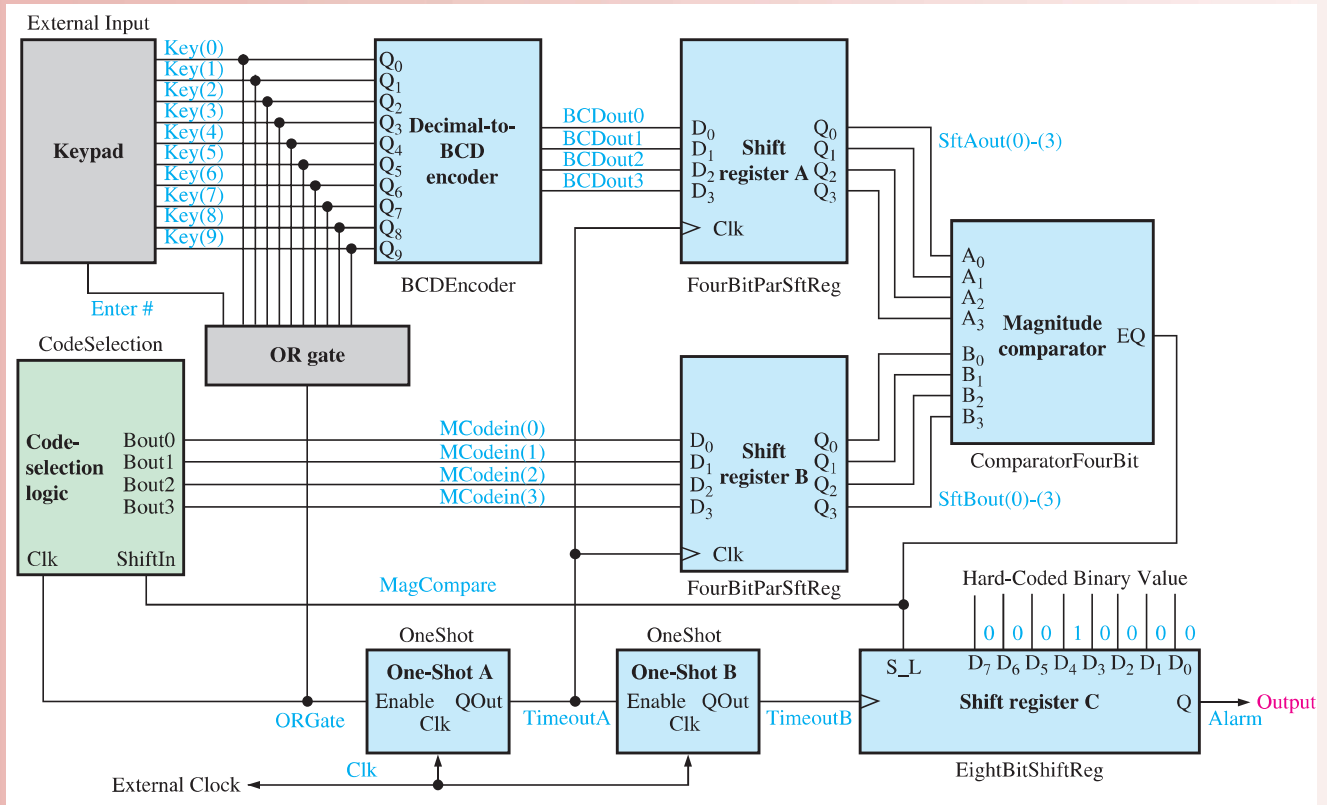 External Input
Keypad
Key(0)
Key(1)
Key(2)
Key(3)
Key(4)
Key(5)
Key(6)
Key(7)
Key(8)
Key(9)
Enter #
Q0
Q1
Q2
Q3
Q4
Q5
Q6
Q7
Q8
Q9
Decimal-to-
BCD
encoder
BCDEncoder
BCDout0
BCDout1
BCDout2
BCDout3
D0
D1
D2
D3
Shift
register A
Q0
Q1
Q2
Q3
Clk
FourBitParSftReg
SftAout(0)-(3)
A0
A1
A2
A3
B0
B1
B2
B3
Magnitude
comparator
EQ
ComparatorFourBit
OR gate
CodeSelection
Code-
selection
logic
Bout0
Bout1
Bout2
Bout3
Clk
ShiftIn
MCodein(0)
MCodein(1)
MCodein(2)
MCodein(3)
D0
D1
D2
D3
Shift
register B
Q0
Q1
Q2
Q3
Clk
FourBitParSftReg
SftBout(0)-(3)
MagCompare
Hard-Coded Binary Value
0 0 0 1 0 0 0 0
S_L
D7 D6 D5 D4 D3 D2 D1 D0
Shift register C
Q
EightBitShiftReg
Alarm
Output
OneShot
One-Shot A
Enable QOut
Clk
OneShot
One-Shot B
Enable QOut
Clk
ORGate
TimeoutA
TimeoutB
Clk
External Clock